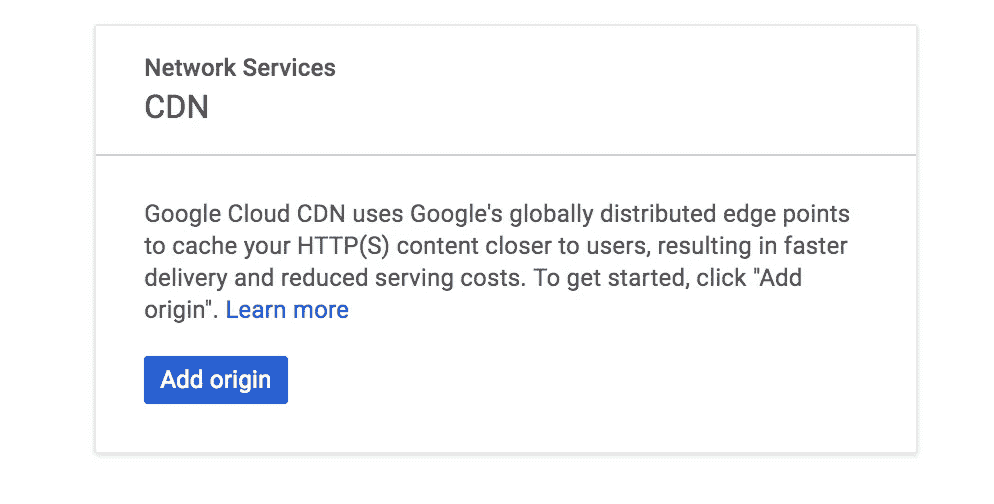 Network Services
CDN
Google Cloud CDN uses Google's globally distributed edge points
to cache your HTTP(S) content closer to users, resulting in faster
delivery and reduced serving costs. To get started, click "Add
origin". Learn more
Add origin